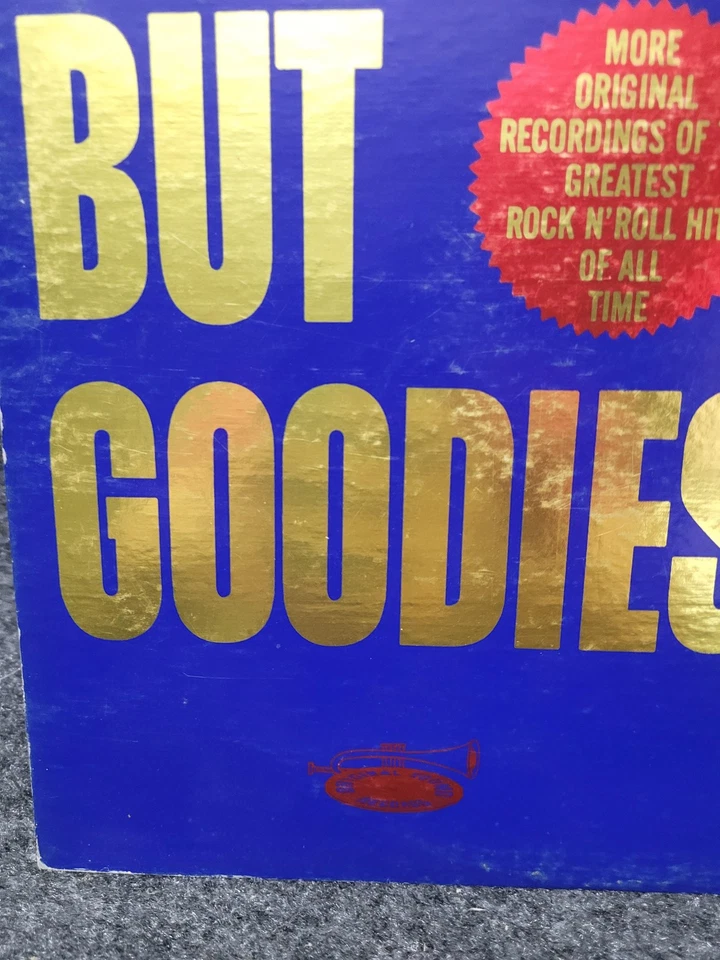 BUT
MORE
ORIGINAL
RECORDINGS OF
GREATEST
ROCK N' ROLL HIT
OF ALL
TIME
GOODIES